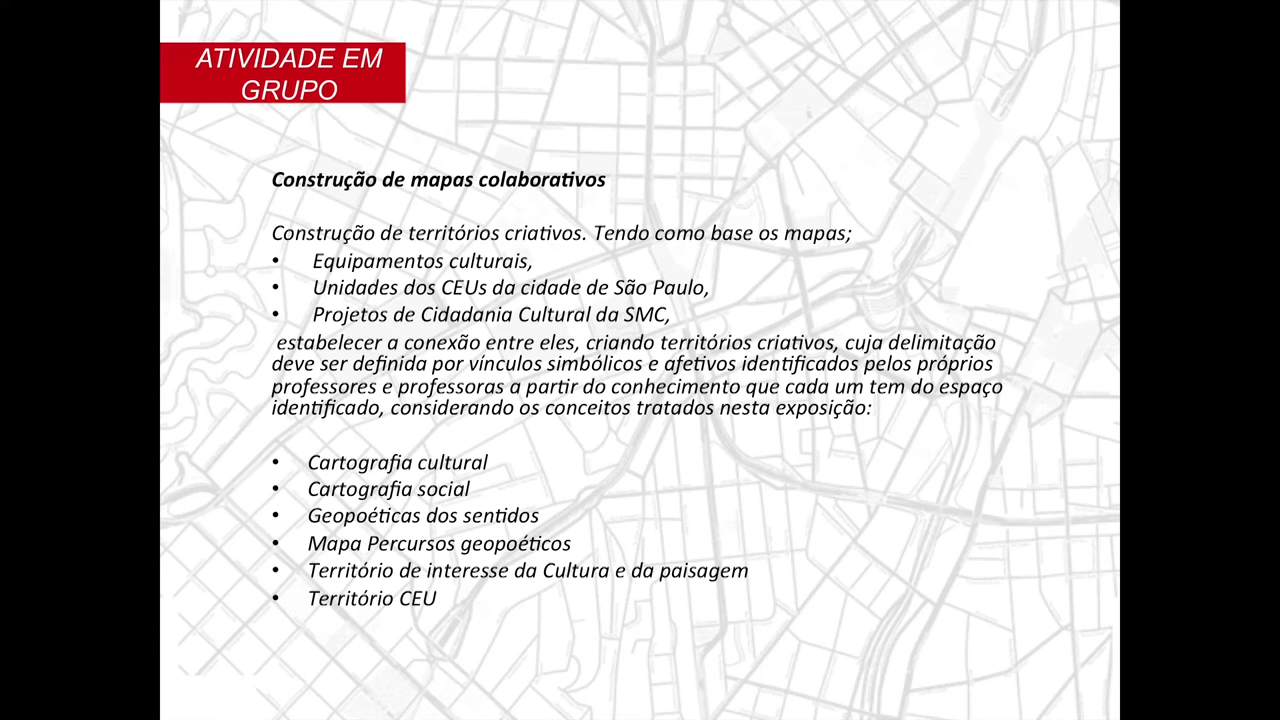 ATIVIDADE EM
GRUPO
Construção de mapas colaborativos
Construção de territórios criativos. Tendo como base os mapas;
• Equipamentos culturais,
• Unidades dos CEUs da cidade de São Paulo,
• Projetos de Cidadania Cultural da SMC,
estabelecer a conexão entre eles, criando territórios criativos, cuja delimitação
deve ser definida por vínculos simbólicos e afetivos identificados pelos próprios
professores e professoras a partir do conhecimento que cada um tem do espaço
identificado, considerando os conceitos tratados nesta exposição:
• Cartografia cultural
• Cartografia social
• Geopoéticas dos sentidos
• Mapa Percursos geopoéticos
• Território de interesse da Cultura e da paisagem
• Território CEU